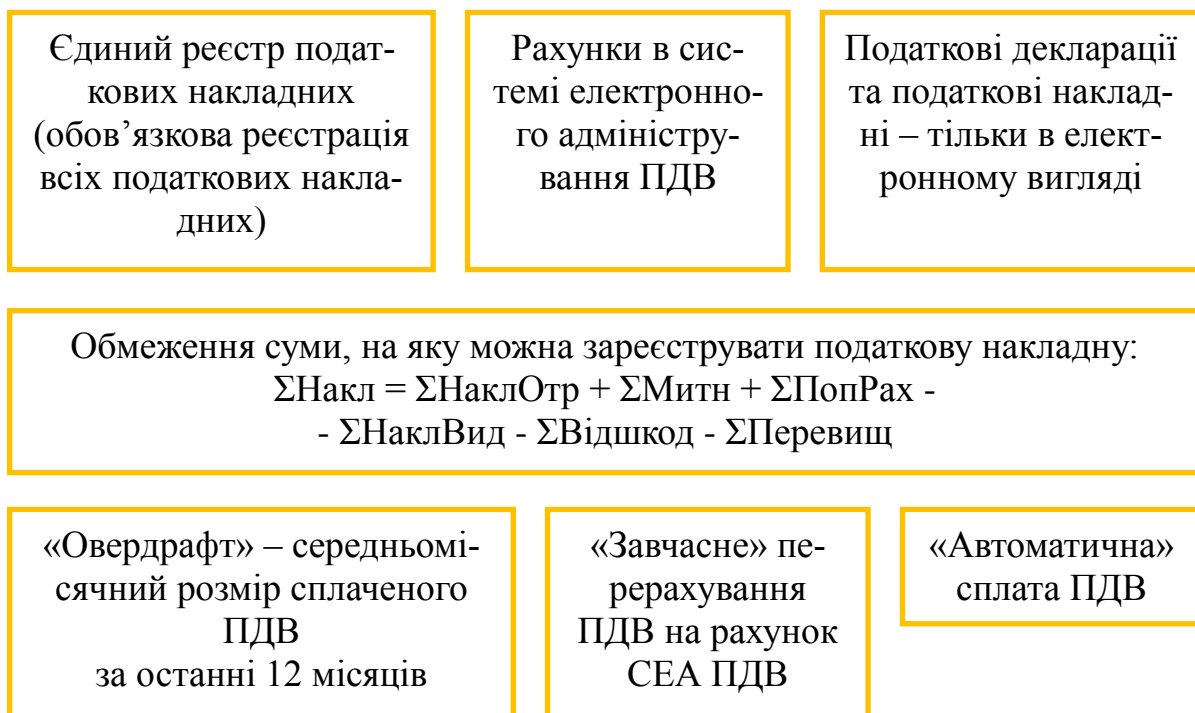 Єдиний реєстр подат-
кових накладних
(обов’язкова реєстрація
всіх податкових накла-
дних)
Рахунки в сис-
темі електронно-
го адміністру-
вання ПДВ
Податкові декларації
та податкові наклад-
ні – тільки в елект-
ронному вигляді
Обмеження суми, на яку можна зареєструвати податкову накладну:
ΣНакл = ΣНаклОтр + ΣМитн + ΣПопРах -
- ΣНаклВид - ΣВідшкод - ΣПеревищ
«Овердрафт» – середньомі-
сячний розмір сплаченого
ПДВ
за останні 12 місяців
«Завчасне» пе-
рерахування
ПДВ на рахунок
СЕА ПДВ
«Автоматична»
сплата ПДВ